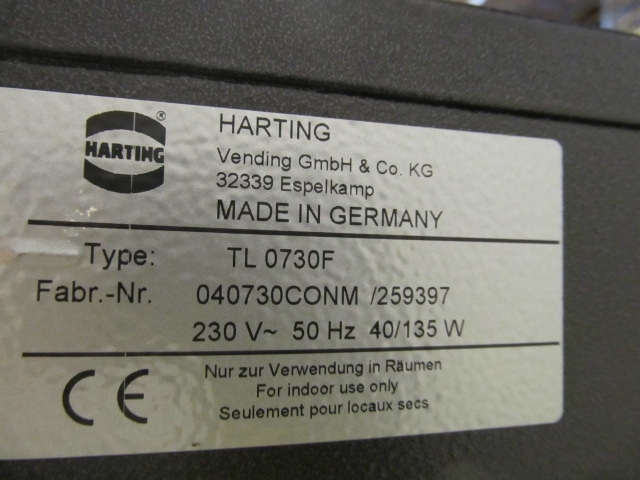 HARTING
HARTING ®
Vending GmbH & Co. KG
32339 Espelkamp
MADE IN GERMANY
Type: TL 0730F
Fabr.-Nr. 040730CONM /259397
230 V~ 50 Hz 40/135 W
CE
Nur zur Verwendung in Räumen
For indoor use only
Seulement pour locaux secs